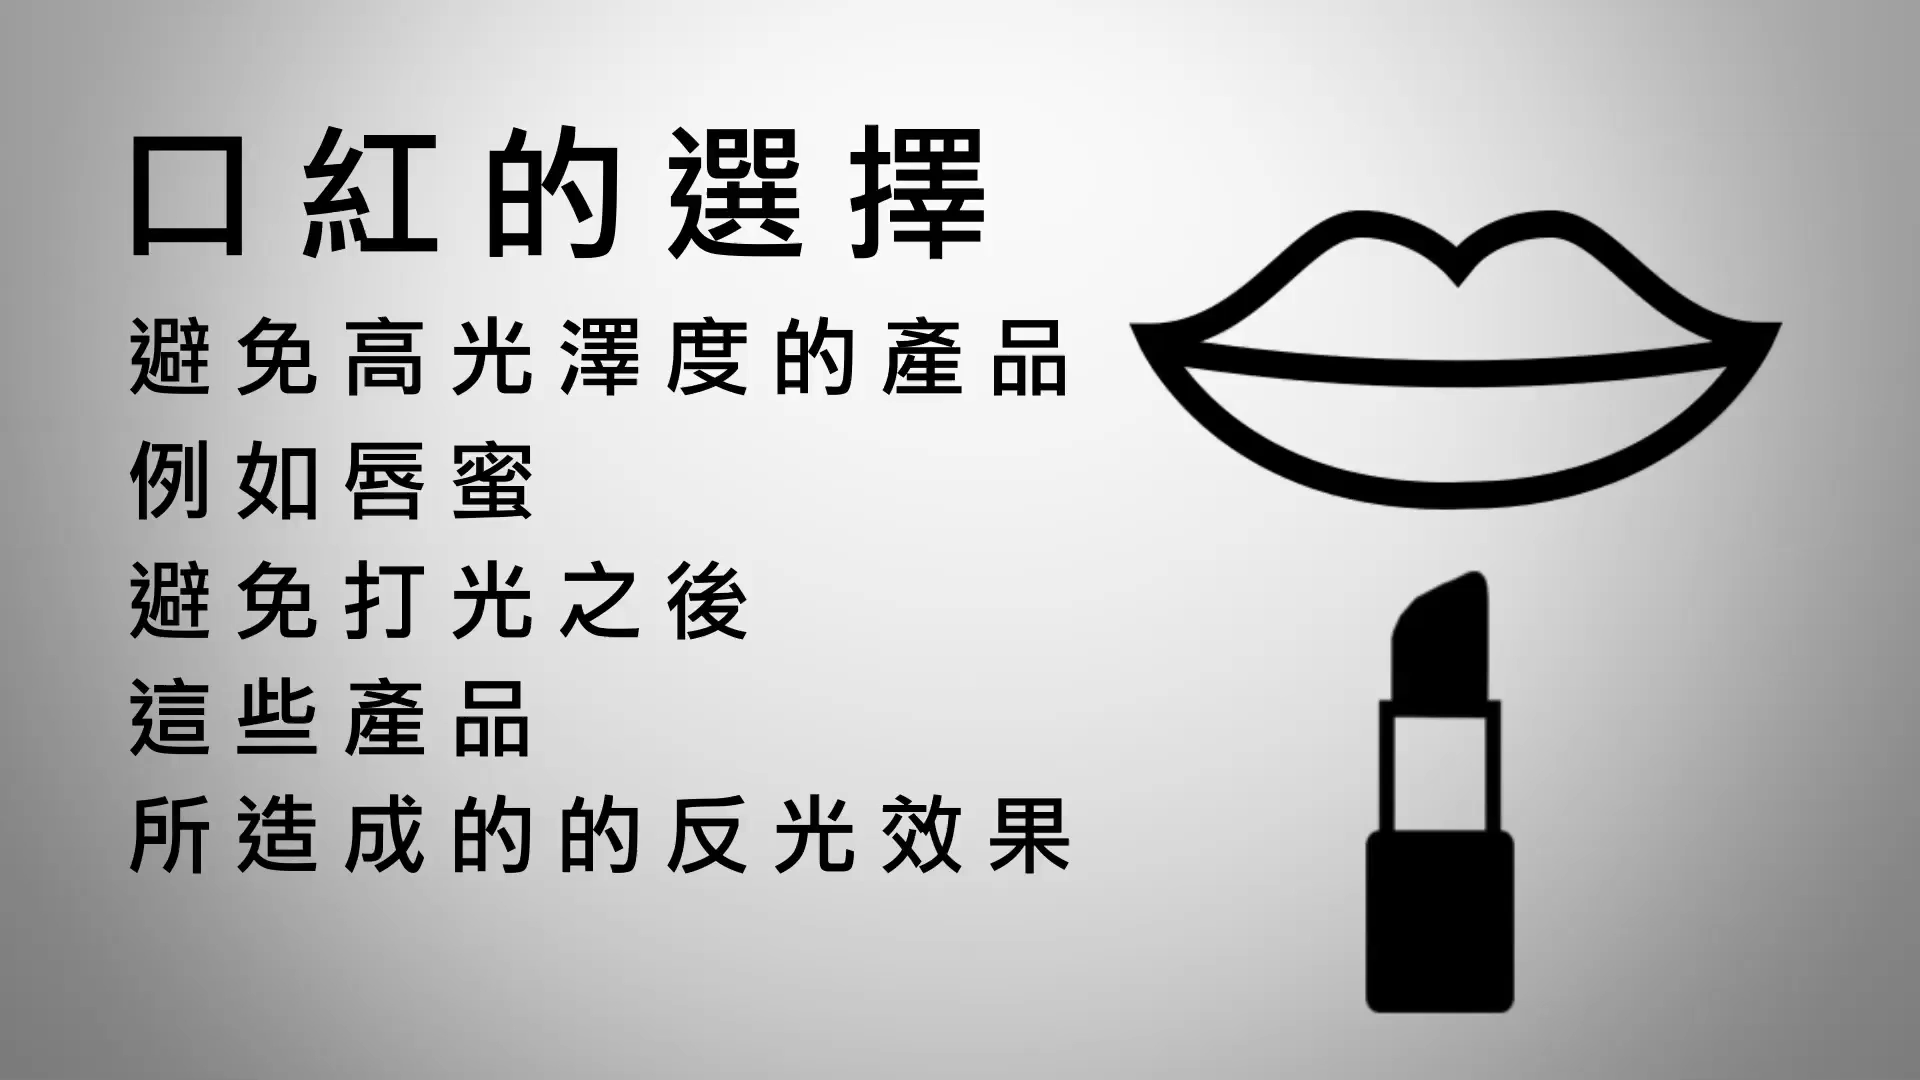 口紅的選擇
避免高光澤度的產品
例如唇蜜
避免打光之後
這些產品
所造成的的反光效果